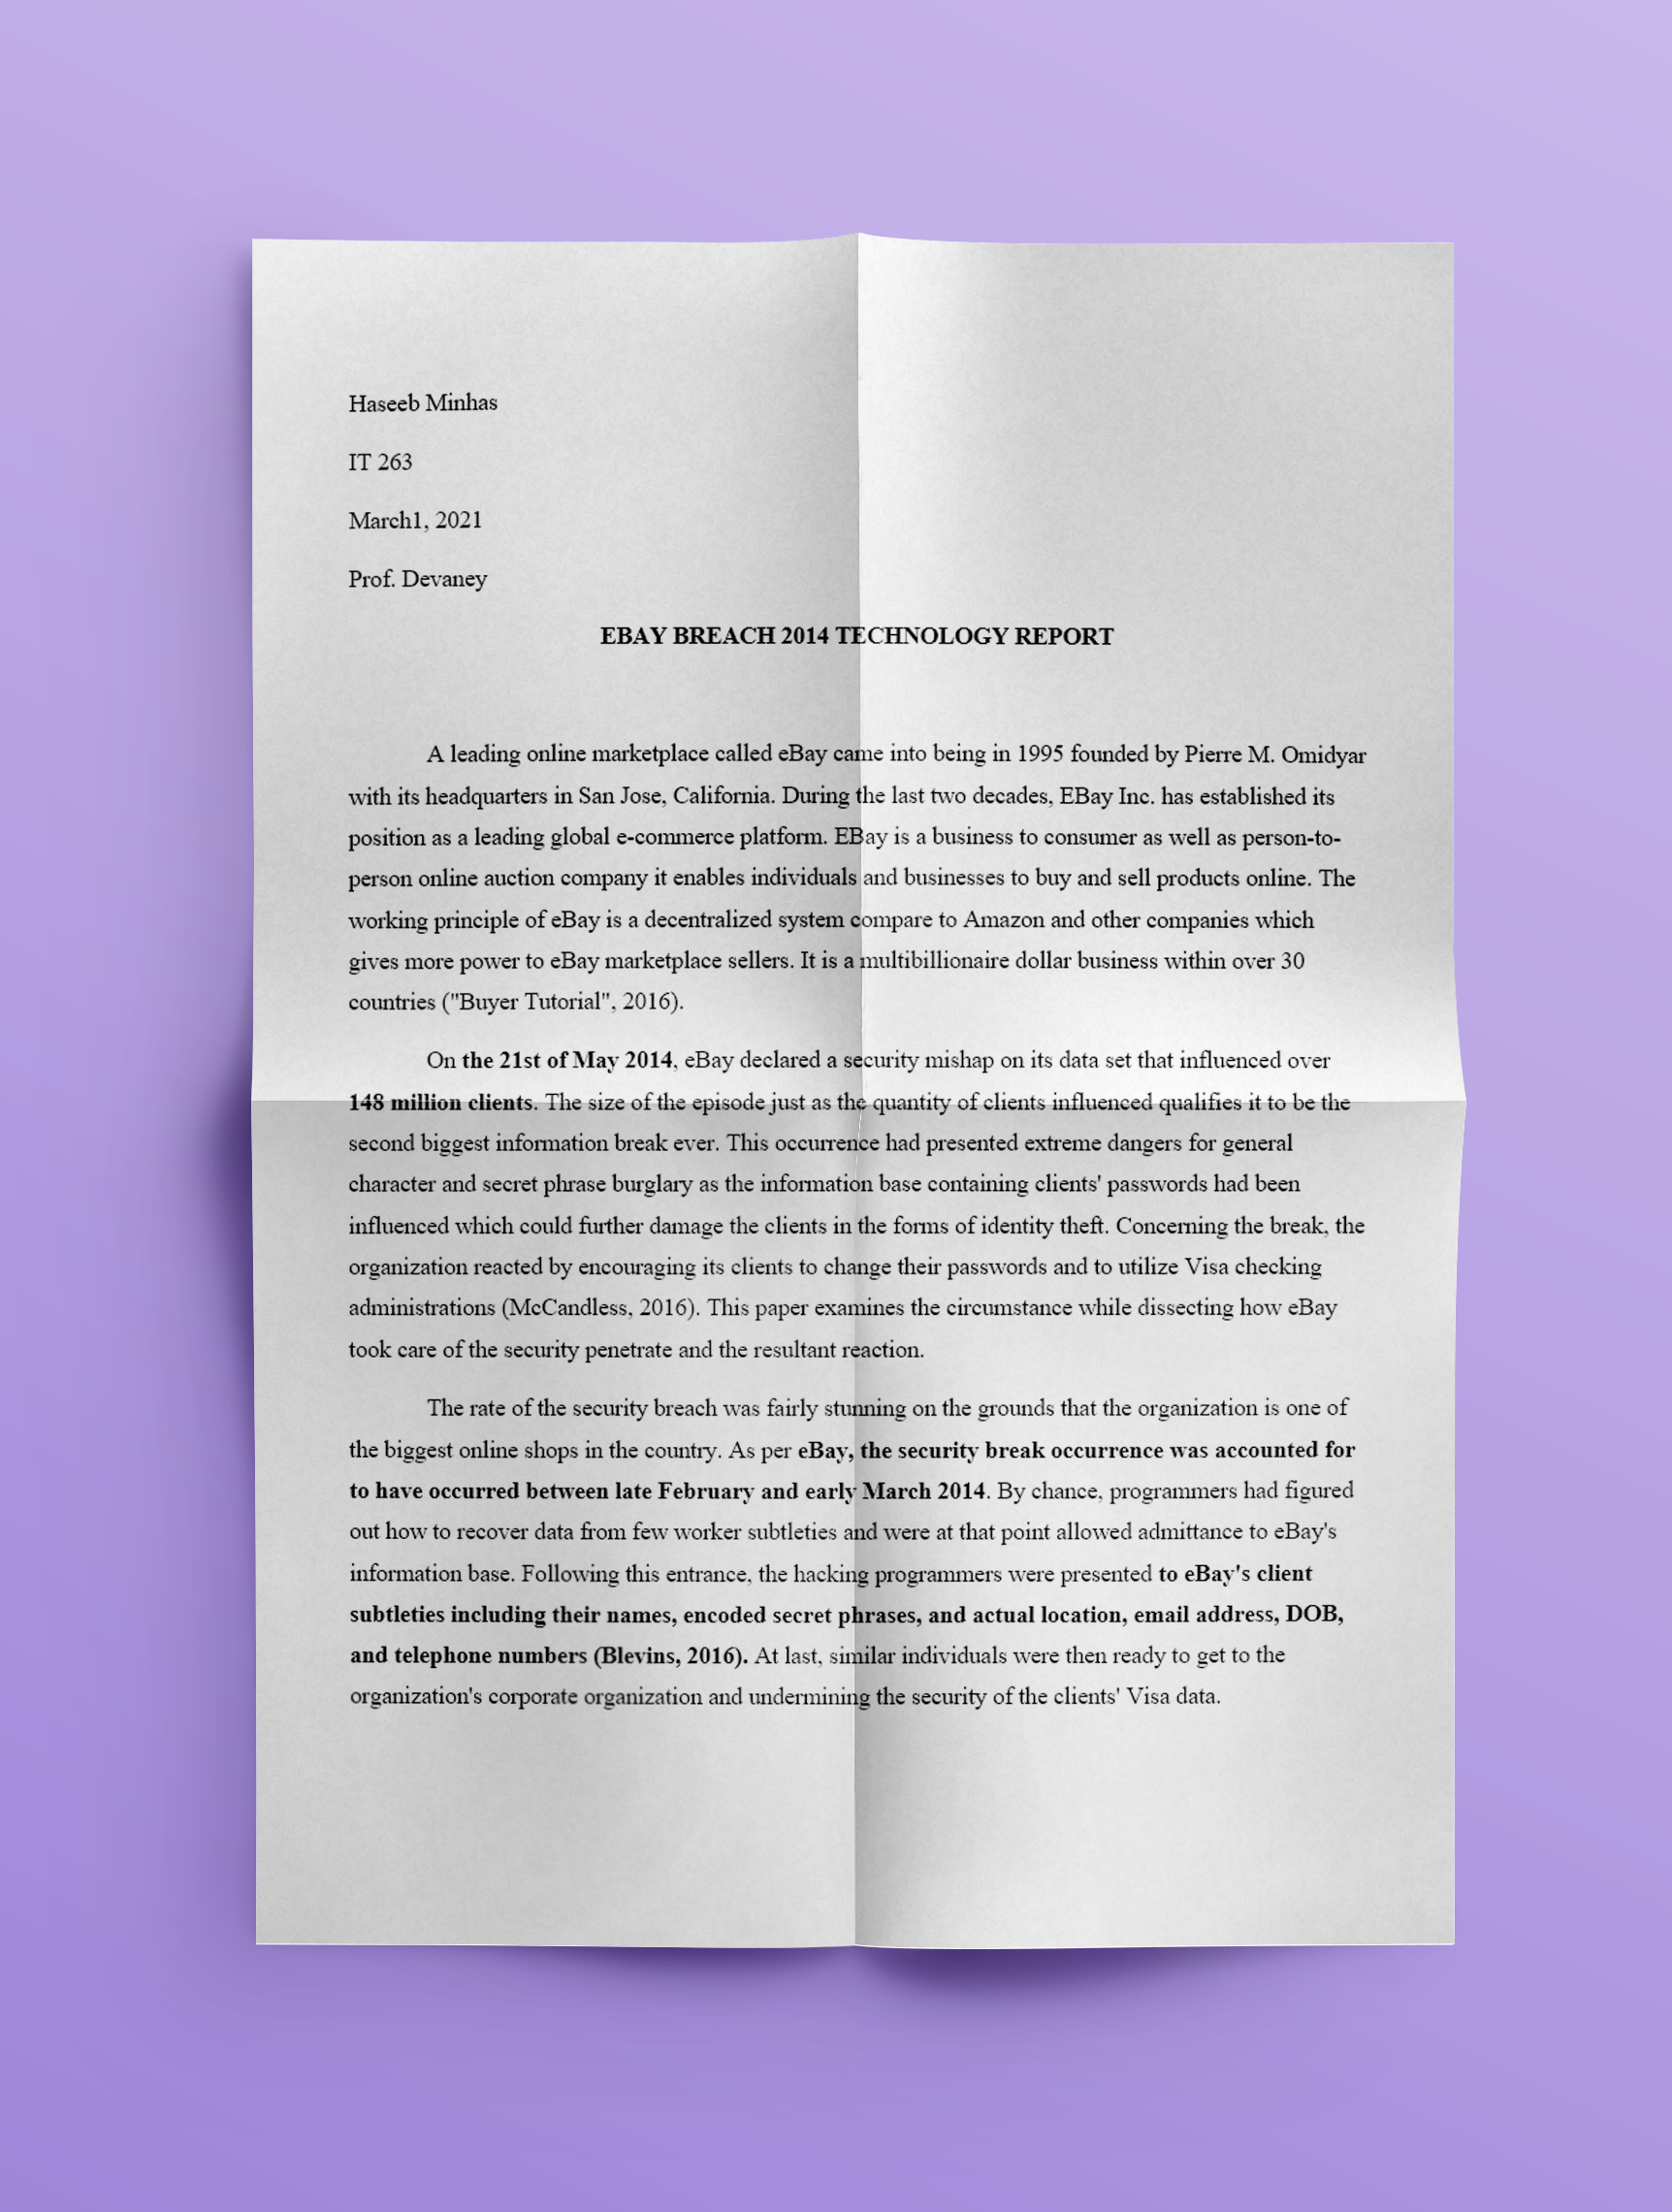 Haseeb Minhas
IT 263
March1, 2021
Prof. Devaney
EBAY BREACH 2014 TECHNOLOGY REPORT
A leading online marketplace called eBay came into being in 1995 founded by Pierre M. Omidyar
with its headquarters in San Jose, California. During the last two decades, EBay Inc. has established its
position as a leading global e-commerce platform. EBay is a business to consumer as well as person-to-
person online auction company it enables individuals and businesses to buy and sell products online. The
working principle of eBay is a decentralized system compare to Amazon and other companies which
gives more power to eBay marketplace sellers. It is a multibillionaire dollar business within over 30
countries ("Buyer Tutorial", 2016).
On the 21st of May 2014, eBay declared a security mishap on its data set that influenced over
148 million clients. The size of the episode just as the quantity of clients influenced qualifies it to be the
second biggest information break ever. This occurrence had presented extreme dangers for general
character and secret phrase burglary as the information base containing clients' passwords had been
influenced which could further damage the clients in the forms of identity theft. Concerning the break, the
organization reacted by encouraging its clients to change their passwords and to utilize Visa checking
administrations (McCandless, 2016). This paper examines the circumstance while dissecting how eBay
took care of the security penetrate and the resultant reaction.
The rate of the security breach was fairly stunning on the grounds that the organization is one of
the biggest online shops in the country. As per eBay, the security break occurrence was accounted for
to have occurred between late February and early March 2014. By chance, programmers had figured
out how to recover data from few worker subtleties and were at that point allowed admittance to eBay's
information base. Following this entrance, the hacking programmers were presented to eBay's client
subtleties including their names, encoded secret phrases, and actual location, email address, DOB,
and telephone numbers (Blevins, 2016). At last, similar individuals were then ready to get to the
organization's corporate organization and undermining the security of the clients' Visa data.